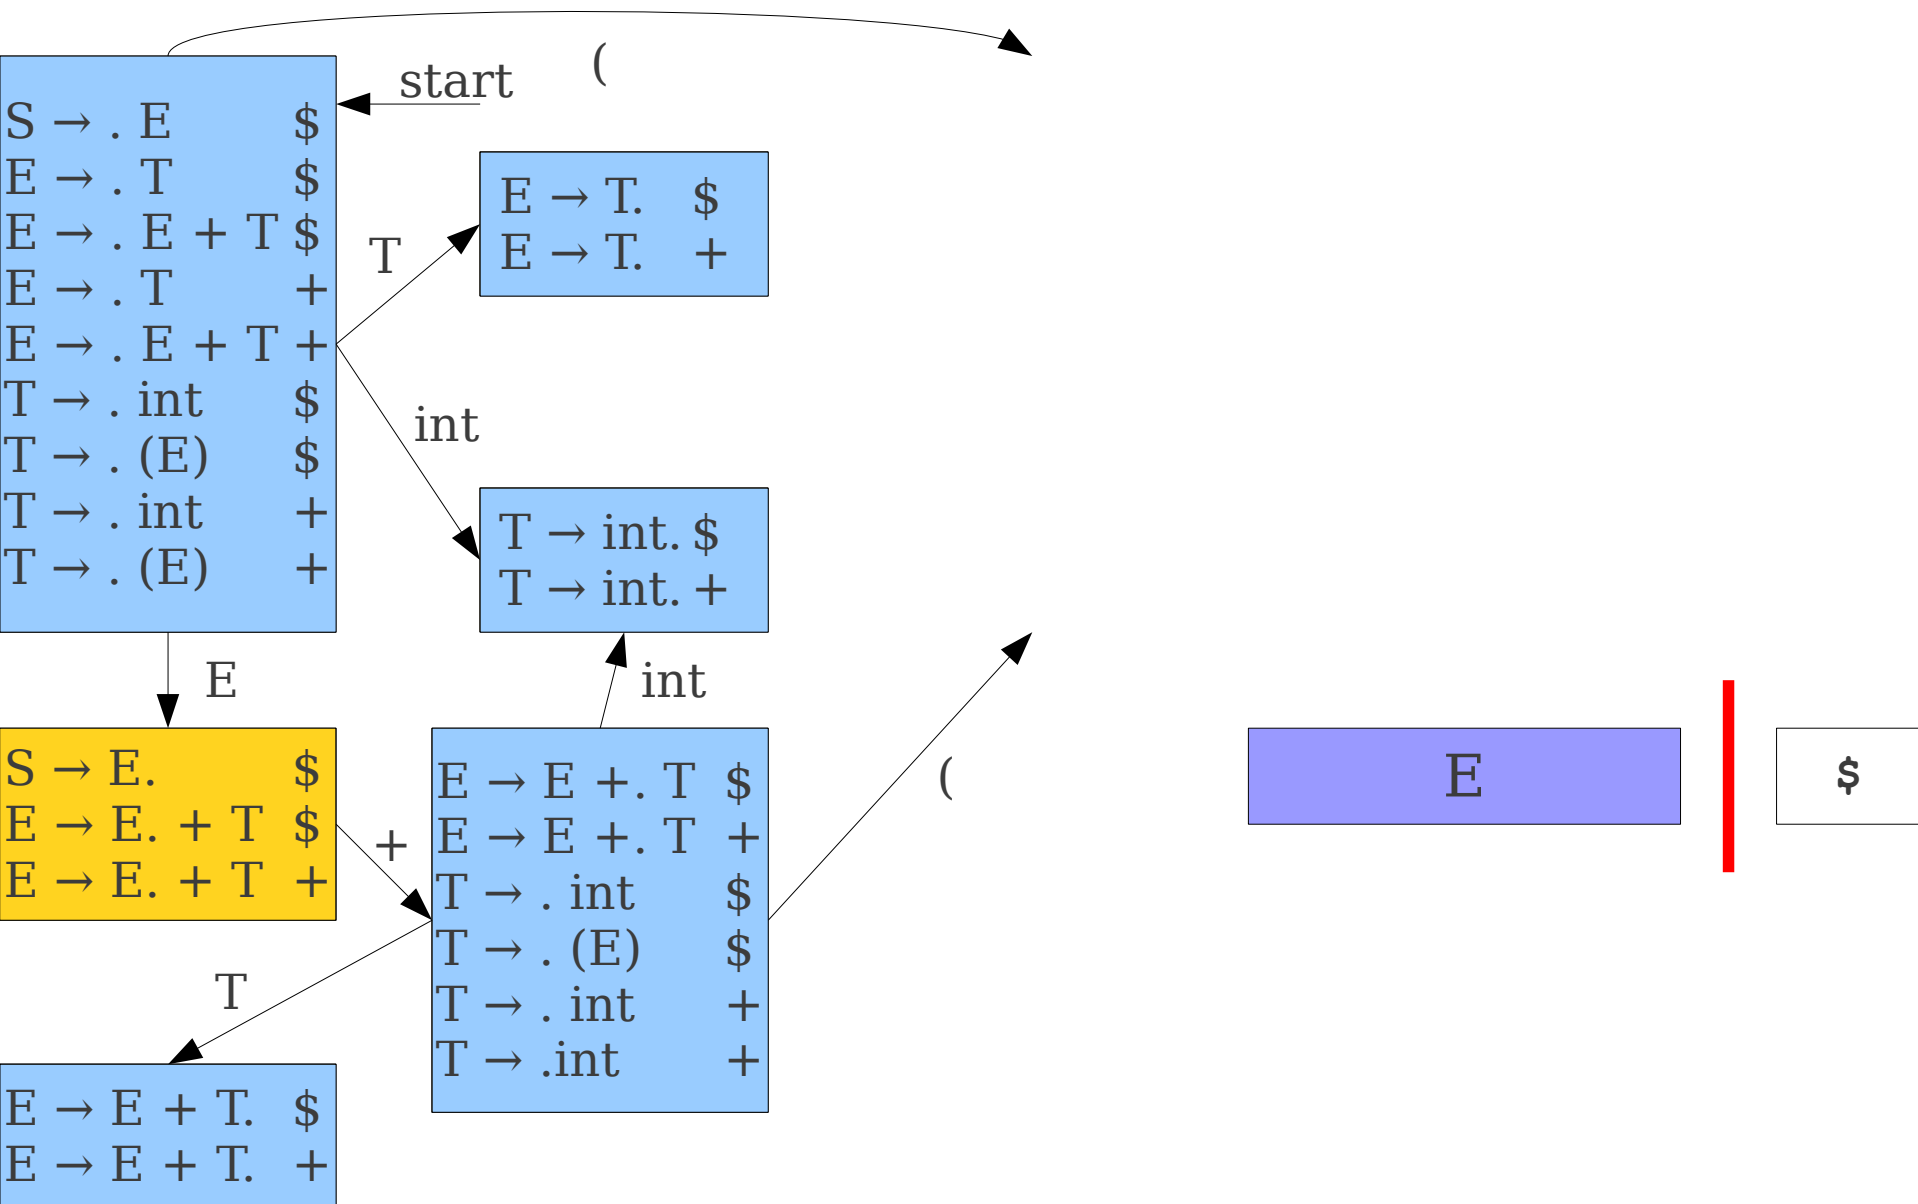 (
start
S → . E $
E → . T $
E → . E + T $
E → . T +
E → . E + T +
T → . int $
T → . (E) $
T → . int +
T → . (E) +
T
E → T. $
E → T. +
int
T → int. $
T → int. +
E
int
S → E. $
E → E. + T $
E → E. + T +
+
E → E +. T $
E → E +. T +
T → . int $
T → . (E) $
T → . int +
T → .int +
(
E
$
T
E → E + T. $
E → E + T. +